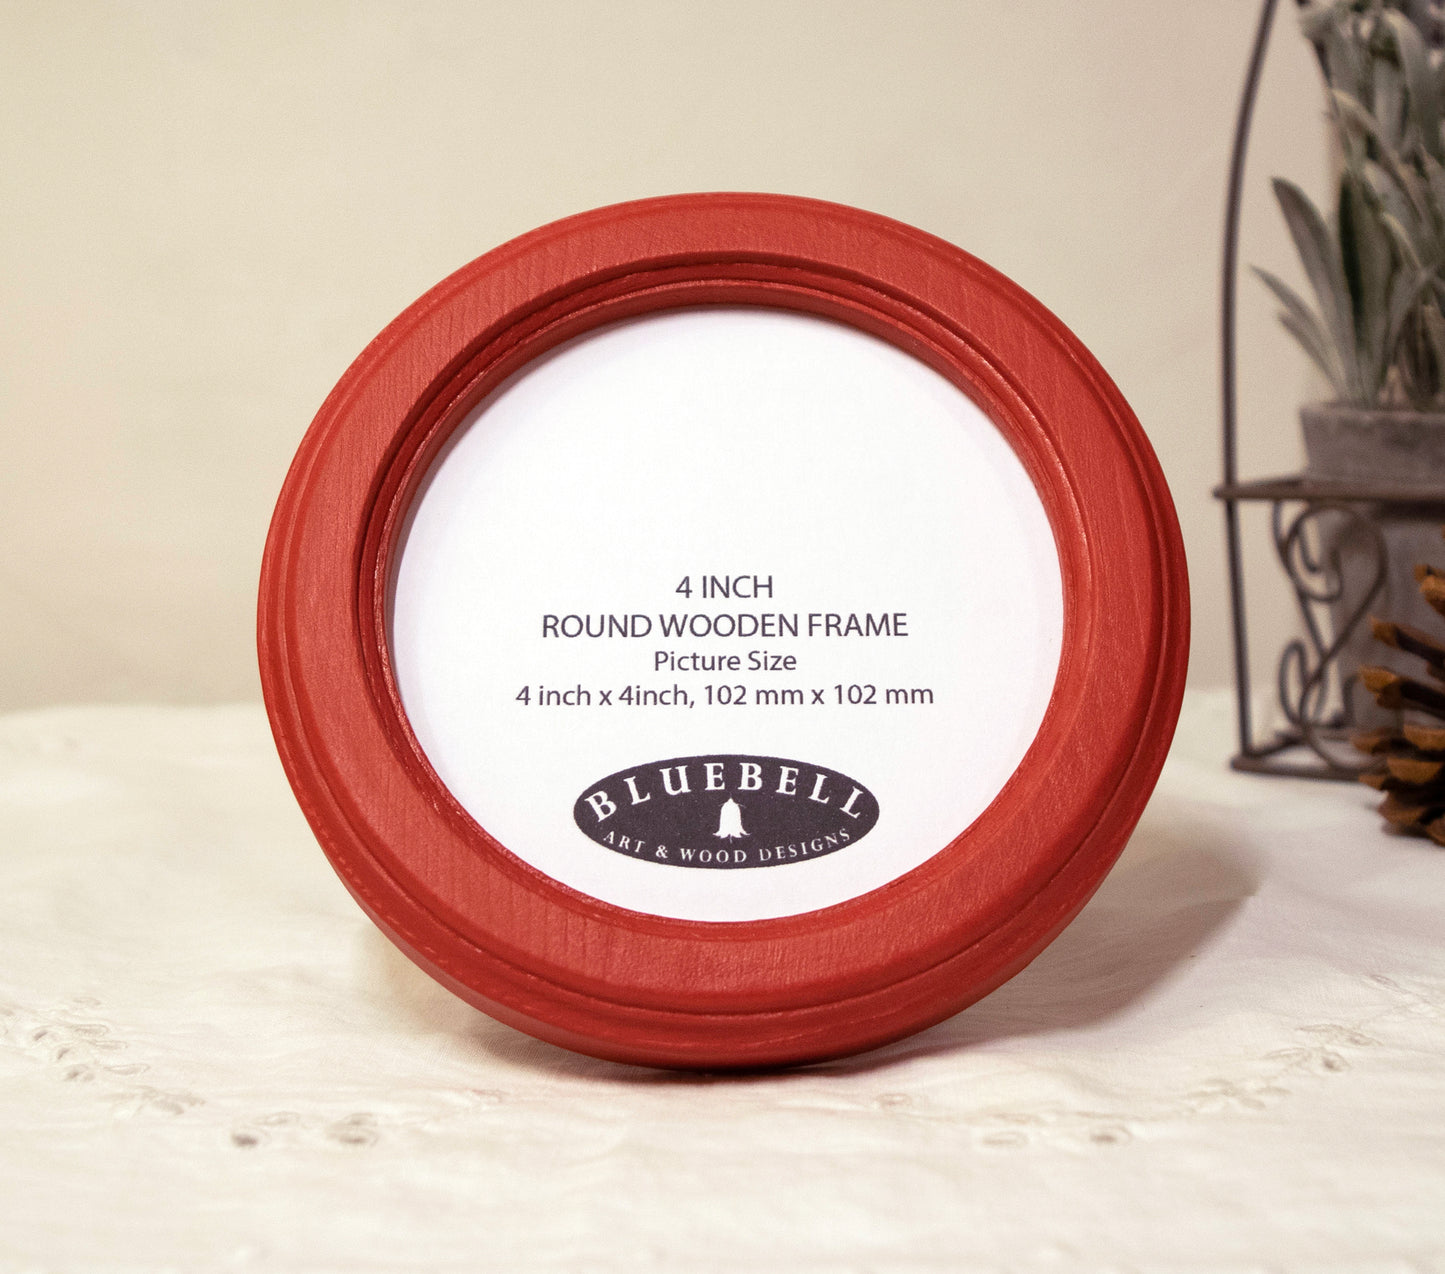 4 INCH
ROUND WOODEN FRAME
Picture Size
4 inch x 4inch, 102 mm x 102 mm
BLUEBELL
ART & WOOD DESIGNS